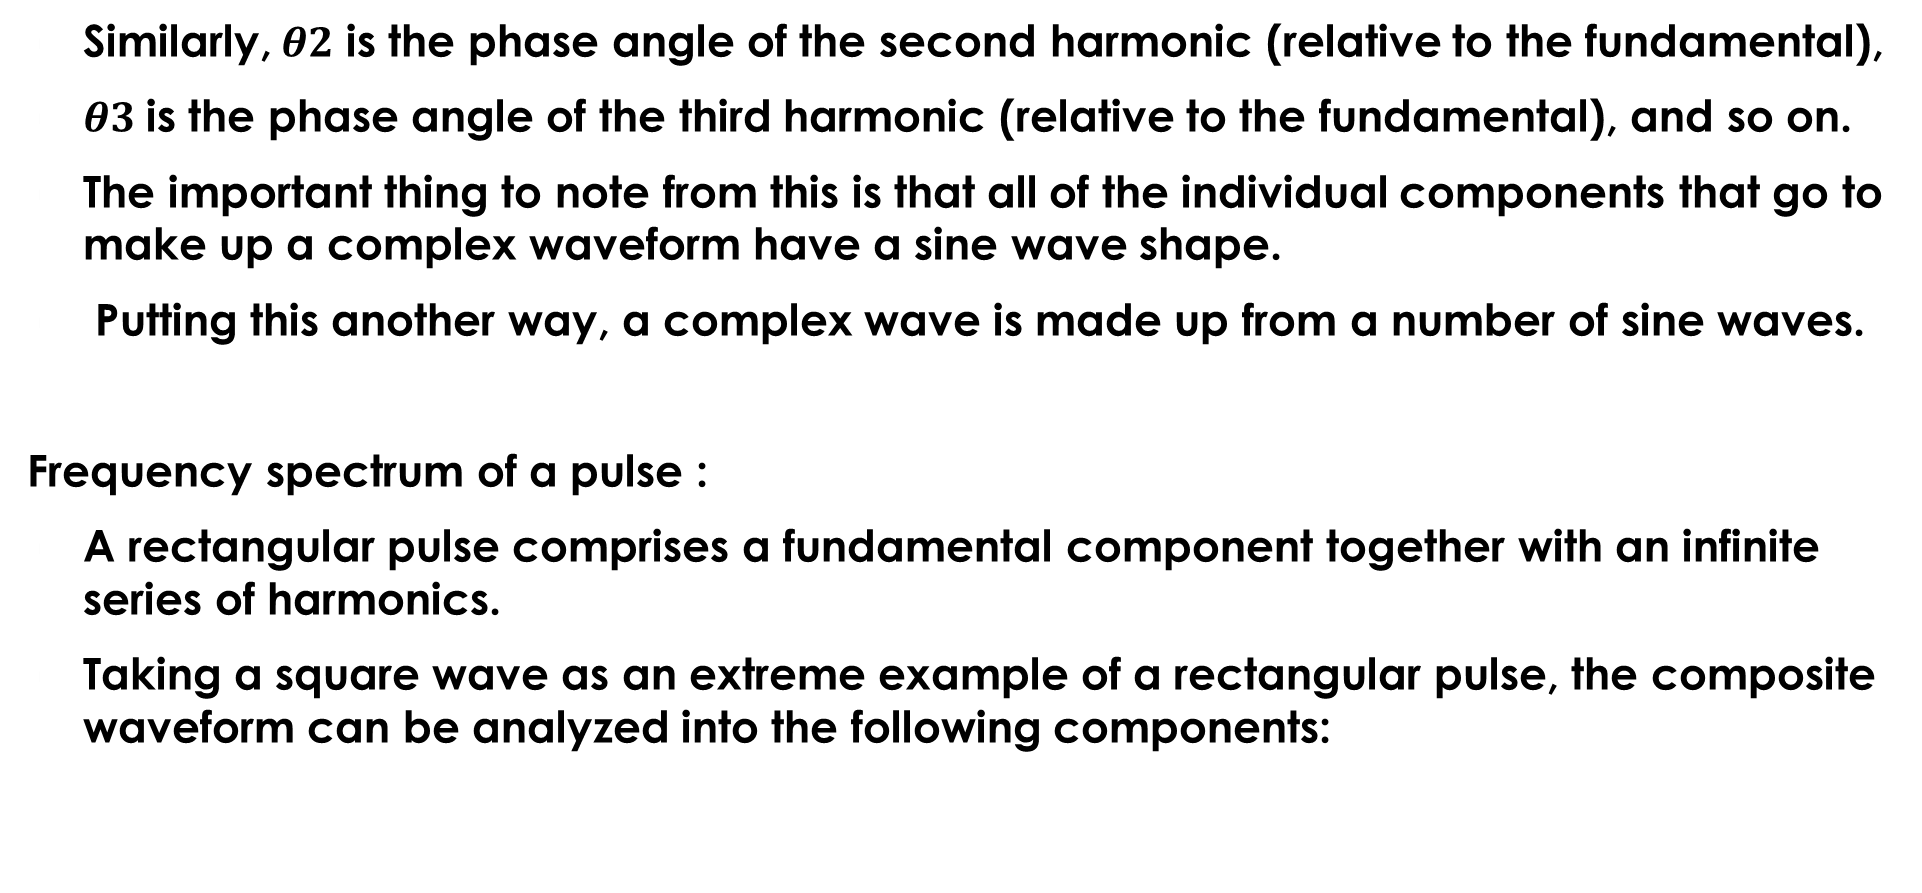 Similarly, θ2 is the phase angle of the second harmonic (relative to the fundamental),
θ3 is the phase angle of the third harmonic (relative to the fundamental), and so on.
The important thing to note from this is that all of the individual components that go to
make up a complex waveform have a sine wave shape.
Putting this another way, a complex wave is made up from a number of sine waves.
Frequency spectrum of a pulse :
A rectangular pulse comprises a fundamental component together with an infinite
series of harmonics.
Taking a square wave as an extreme example of a rectangular pulse, the composite
waveform can be analyzed into the following components: